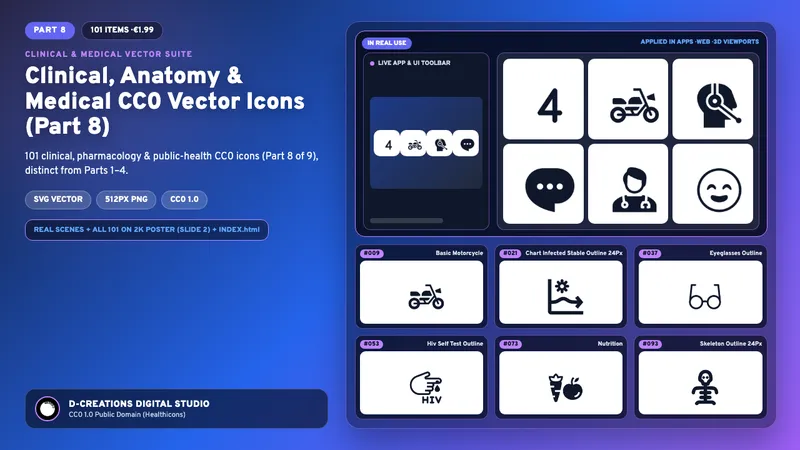 PART 8
101 ITEMS ·€1.99
CLINICAL & MEDICAL VECTOR SUITE
Clinical, Anatomy &
Medical CC0 Vector Icons
(Part 8)
101 clinical, pharmacology & public-health CC0 icons (Part 8 of 9),
distinct from Parts 1–4.
SVG VECTOR
512PX PNG
CC0 1.0
REAL SCENES + ALL 101 ON 2K POSTER (SLIDE 2) + INDEX.html
D-CREATIONS DIGITAL STUDIO
CC0 1.0 Public Domain (Healthicons)
IN REAL USE
APPLIED IN APPS ·WEB ·3D VIEWPORTS
LIVE APP & UI TOOLBAR
4
4
#009
Basic Motorcycle
#021
Chart Infected Stable Outline 24Px
#037
Eyeglasses Outline
#053
Hiv Self Test Outline
HIV
#073
Nutrition
#093
Skeleton Outline 24Px